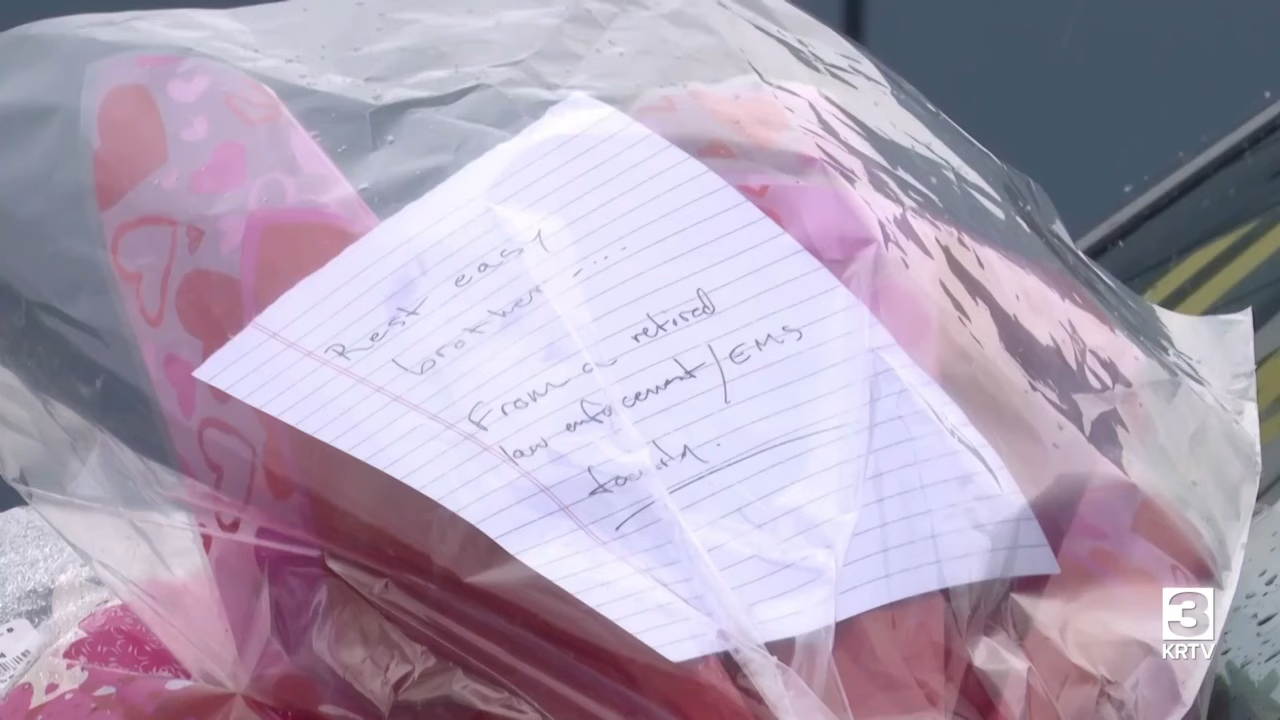 Rest easy
brother -...
From a retired
law enforcement/EMS
family.
3
KRTV